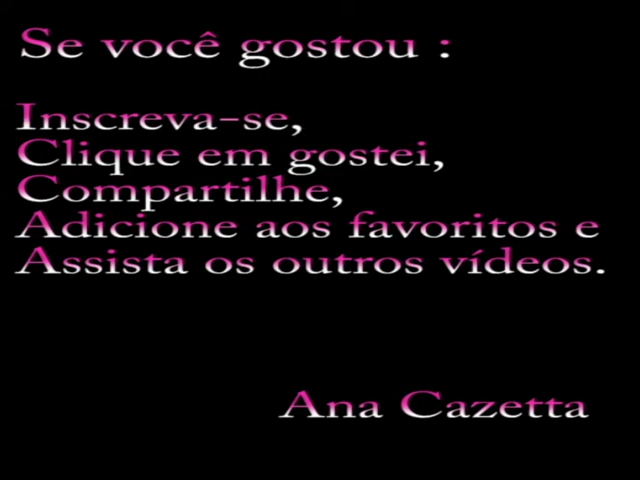 Se você gostou :
Inscreva-se,
Clique em gostei,
Compartilhe,
Adicione aos favoritos e
Assista os outros vídeos.
Ana Cazetta